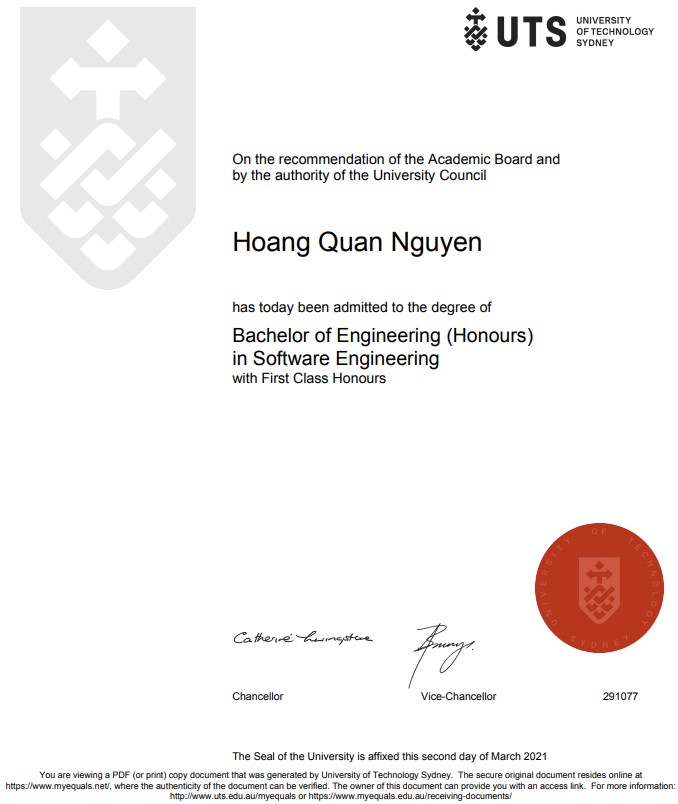 UTS
UNIVERSITY
OF TECHNOLOGY
SYDNEY
On the recommendation of the Academic Board and
by the authority of the University Council
Hoang Quan Nguyen
has today been admitted to the degree of
Bachelor of Engineering (Honours)
in Software Engineering
with First Class Honours
UNIVERSITY OF TECHNOLOGY SYDNEY
Catherine Livingstone
Chancellor
Vice-Chancellor
291077
The Seal of the University is affixed this second day of March 2021
You are viewing a PDF (or print) copy document that was generated by University of Technology Sydney. The secure original document resides online at
https://www.myequals.net/, where the authenticity of the document can be verified. The owner of this document can provide you with an access link. For more information:
http://www.uts.edu.au/myequals or https://www.myequals.edu.au/receiving-documents/